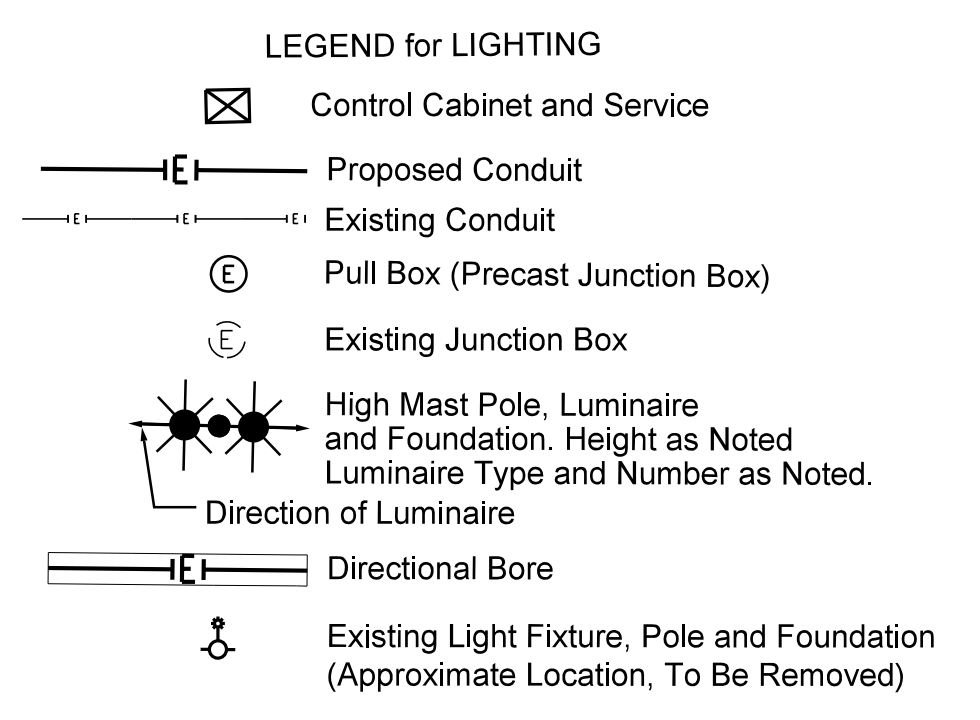 LEGEND for LIGHTING
Control Cabinet and Service
E Proposed Conduit
E E E Existing Conduit
E Pull Box (Precast Junction Box)
E Existing Junction Box
High Mast Pole, Luminaire
and Foundation. Height as Noted
Luminaire Type and Number as Noted.
Direction of Luminaire
E Directional Bore
Existing Light Fixture, Pole and Foundation
(Approximate Location, To Be Removed)